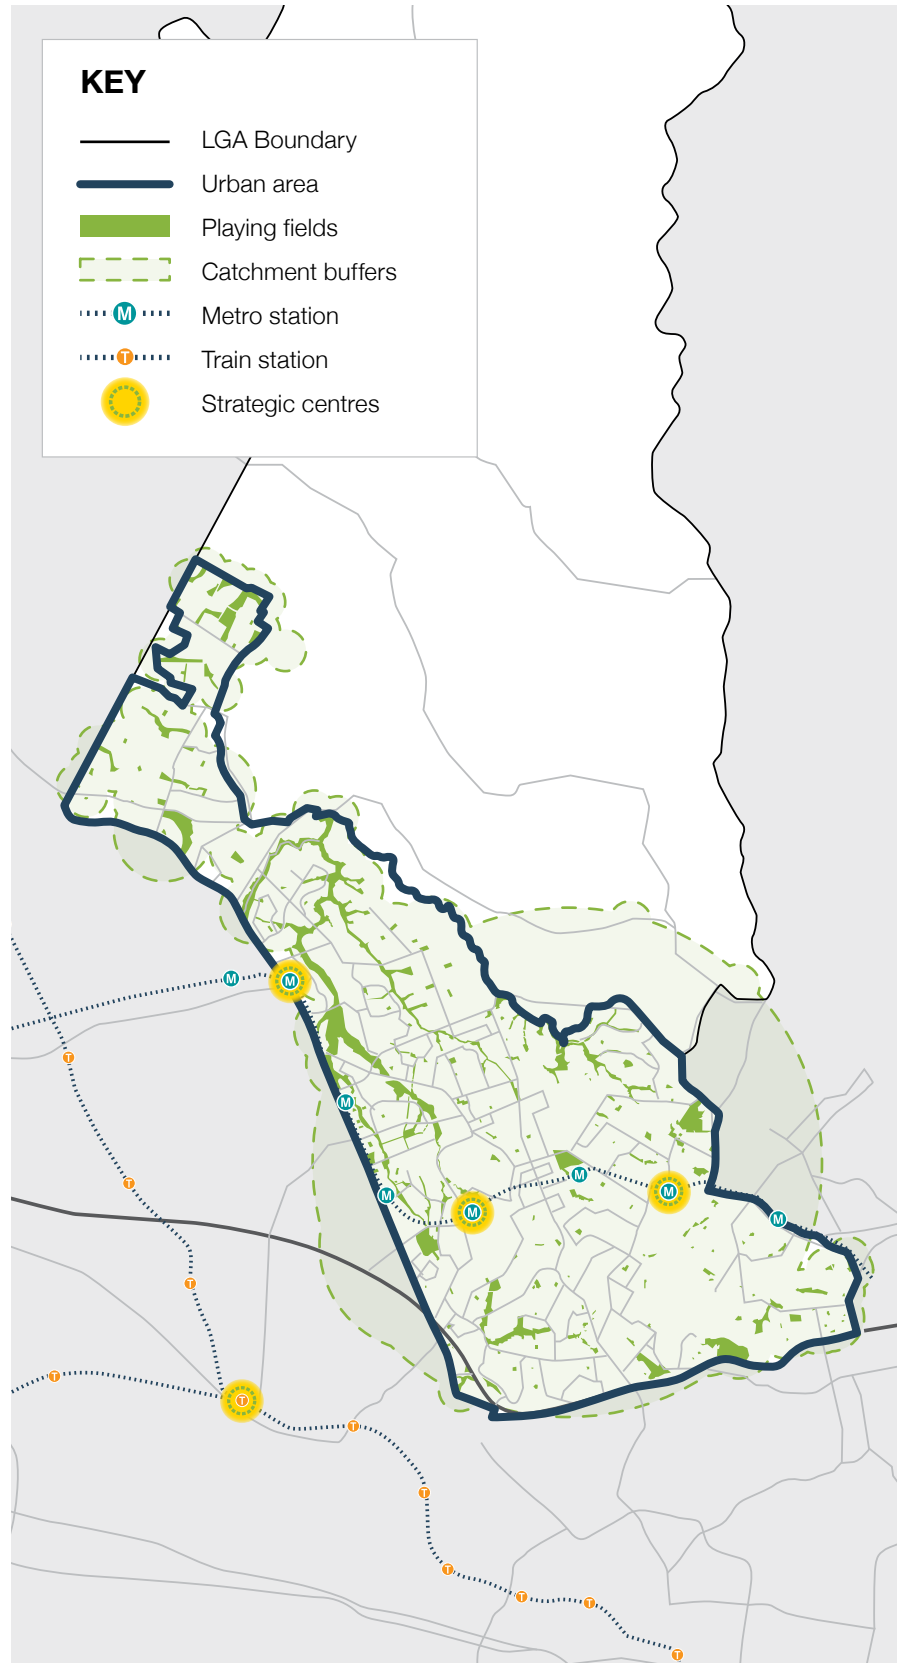 KEY
LGA Boundary
Urban area
Playing fields
Catchment buffers
M Metro station
T Train station
Strategic centres
M
M
M
M
M
M
M
M
T
T
T
T
T
T
T
T
T
T
T